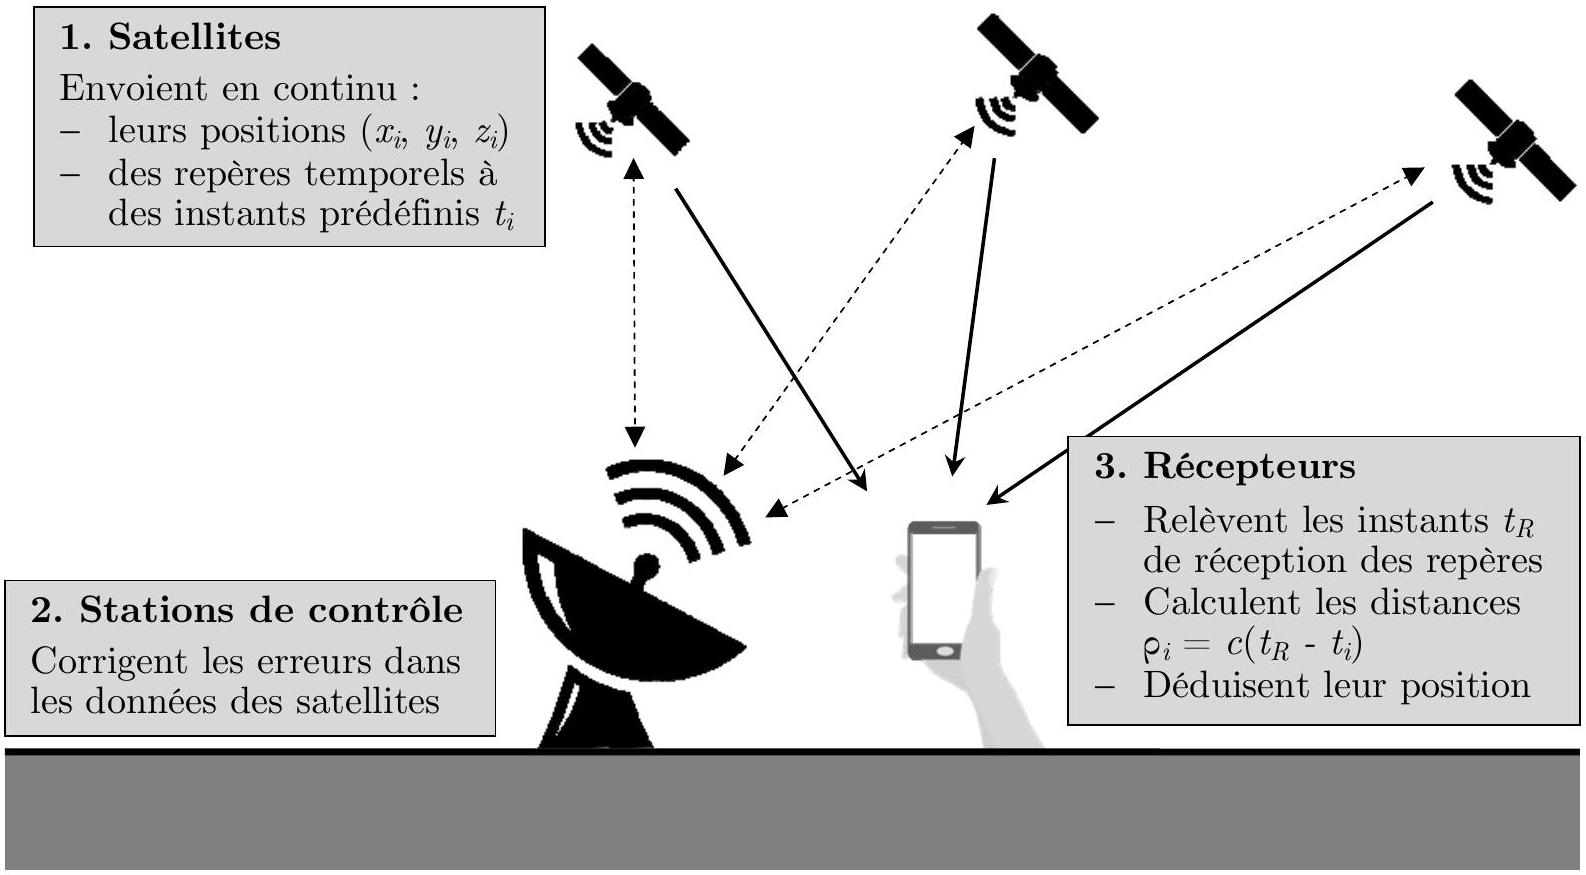 1. Satellites
Envoient en continu :
– leurs positions (xᵢ, yᵢ, zᵢ)
– des repères temporels à
des instants prédéfinis tᵢ
2. Stations de contrôle
Corrigent les erreurs dans
les données des satellites
3. Récepteurs
– Relèvent les instants t_R
de réception des repères
– Calculent les distances
ρᵢ = c(t_R - tᵢ)
– Déduisent leur position